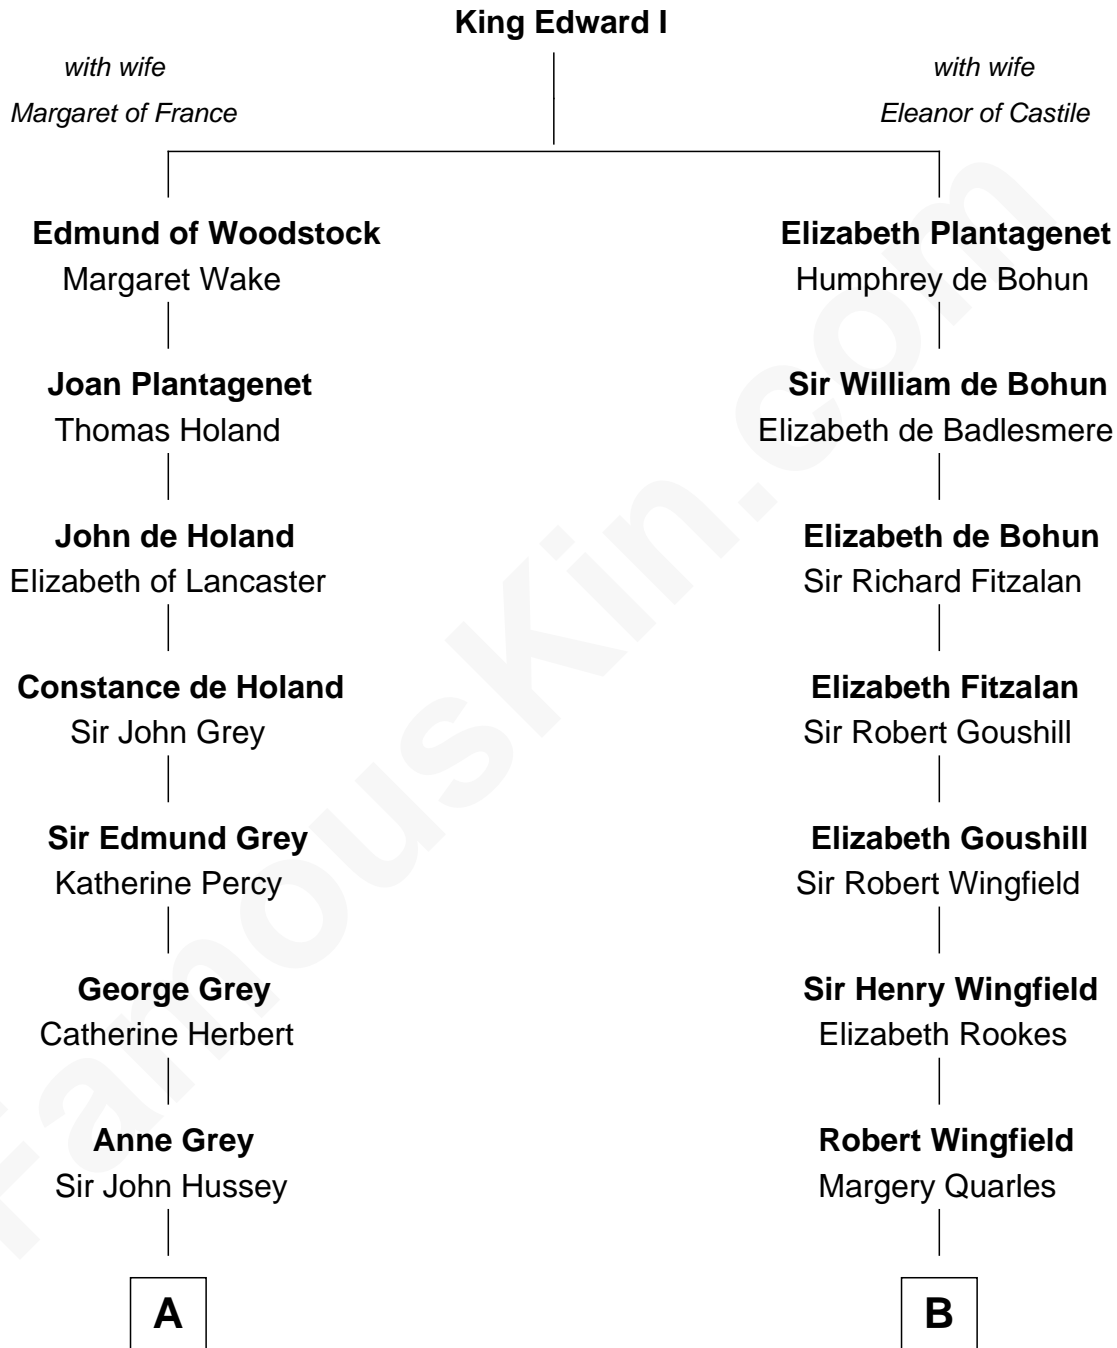 King Edward I
with wife
Margaret of France
with wife
Eleanor of Castile
Edmund of Woodstock
Margaret Wake
Elizabeth Plantagenet
Humphrey de Bohun
Joan Plantagenet
Thomas Holand
Sir William de Bohun
Elizabeth de Badlesmere
John de Holand
Elizabeth of Lancaster
Elizabeth de Bohun
Sir Richard Fitzalan
Constance de Holand
Sir John Grey
Elizabeth Fitzalan
Sir Robert Goushill
Sir Edmund Grey
Katherine Percy
Elizabeth Goushill
Sir Robert Wingfield
George Grey
Catherine Herbert
Sir Henry Wingfield
Elizabeth Rookes
Anne Grey
Sir John Hussey
Robert Wingfield
Margery Quarles
A
B
FamousKin.com